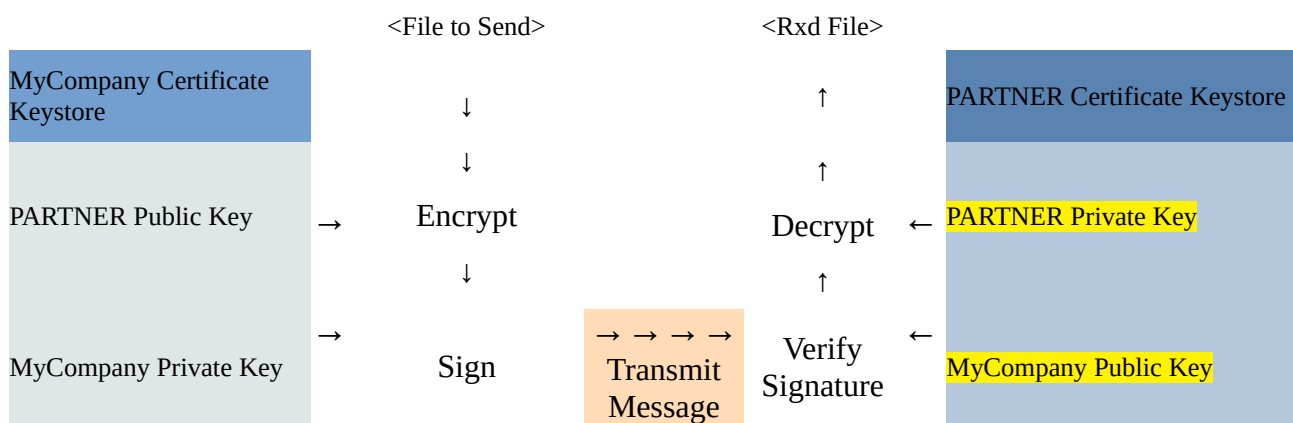 <File to Send>
<Rxd File>
MyCompany Certificate
Keystore
↓
↑
PARTNER Certificate Keystore
↓
↑
PARTNER Public Key
→
Encrypt
Decrypt
←
PARTNER Private Key
↓
↑
→
→ → → →
←
MyCompany Private Key
Sign
Transmit
Message
Verify
Signature
MyCompany Public Key